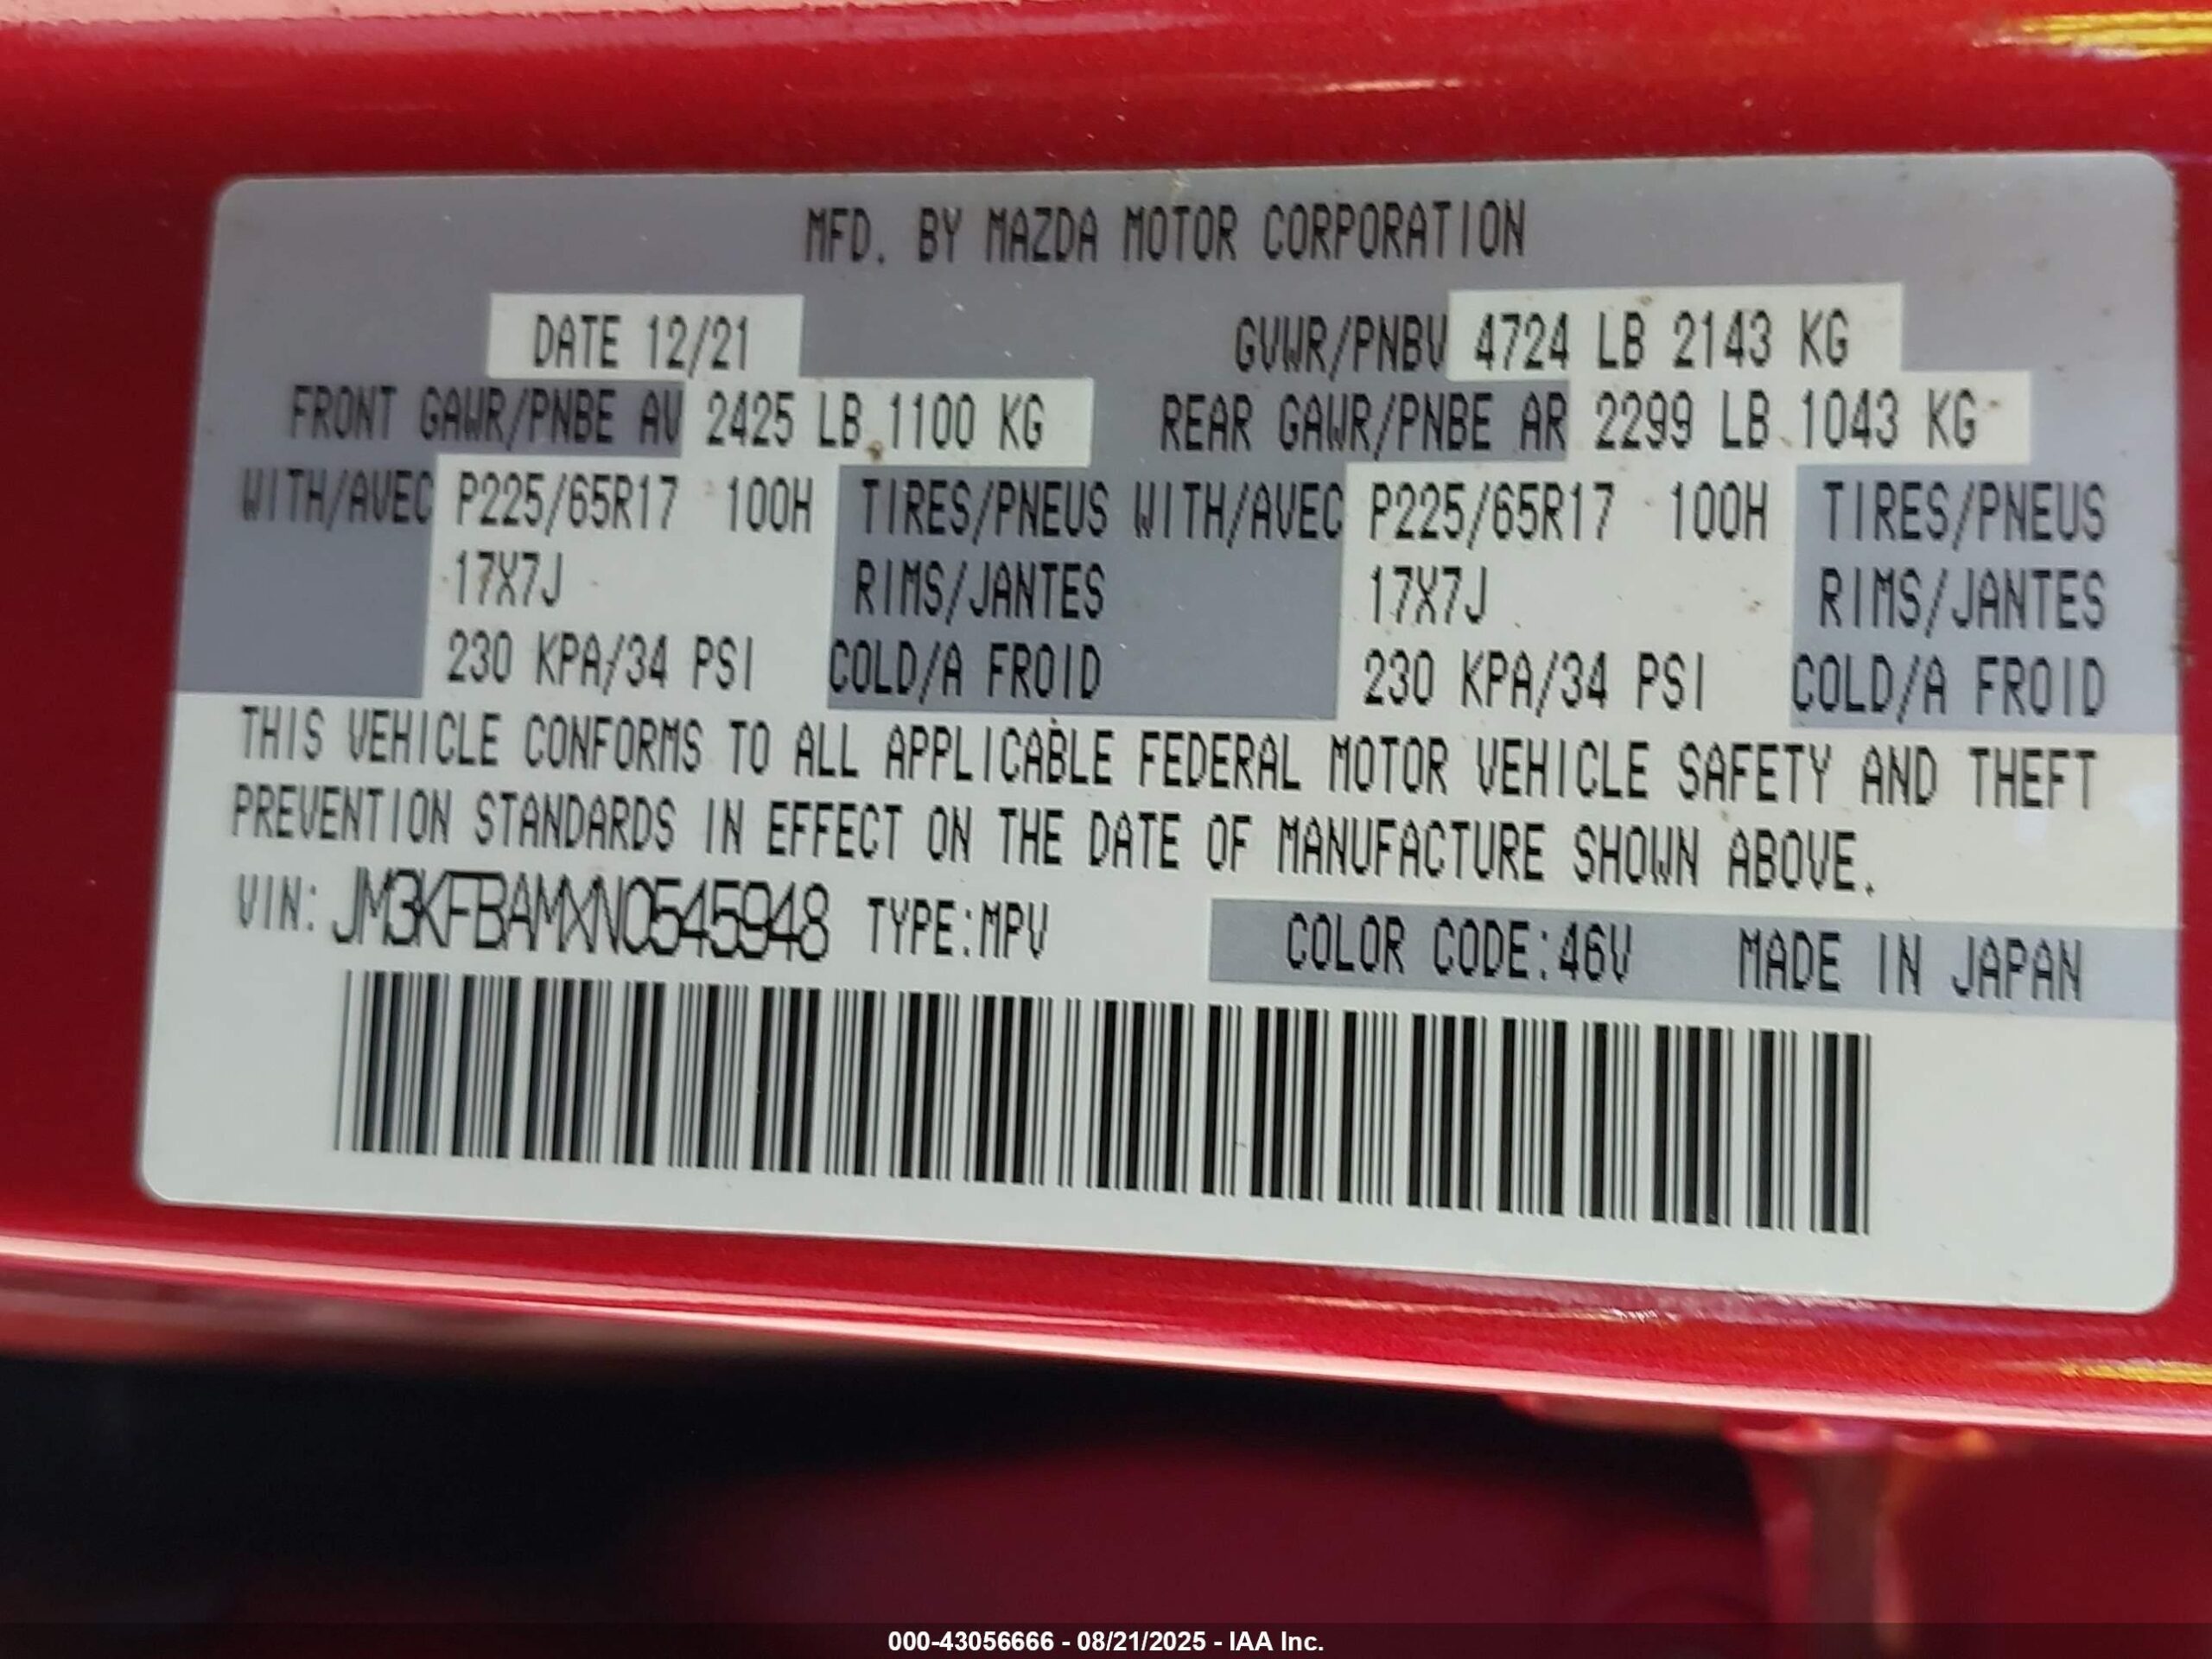 MFD. BY MAZDA MOTOR CORPORATION
DATE 12/21 GVWR/PNBV 4724 LB 2143 KG
FRONT GAWR/PNBE AV 2425 LB 1100 KG REAR GAWR/PNBE AR 2299 LB 1043 KG
WITH/AVEC P225/65R17 100H TIRES/PNEUS WITH/AVEC P225/65R17 100H TIRES/PNEUS
17X7J RIMS/JANTES 17X7J RIMS/JANTES
230 KPA/34 PSI COLD/A FROID 230 KPA/34 PSI COLD/A FROID
THIS VEHICLE CONFORMS TO ALL APPLICABLE FEDERAL MOTOR VEHICLE SAFETY AND THEFT
PREVENTION STANDARDS IN EFFECT ON THE DATE OF MANUFACTURE SHOWN ABOVE.
VIN: JM3KFBAMXN0545948 TYPE:MPV COLOR CODE:46V MADE IN JAPAN
000-43056666 - 08/21/2025 - IAA Inc.